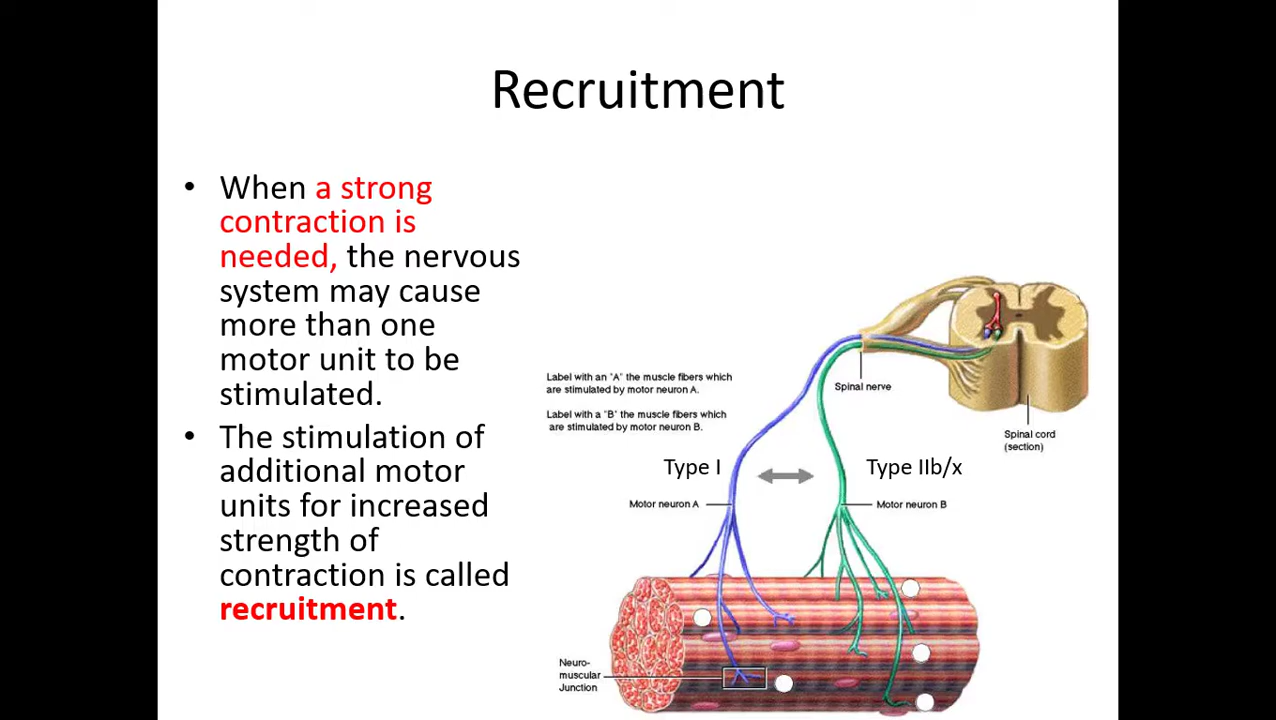 Recruitment
• When a strong
contraction is
needed, the nervous
system may cause
more than one
motor unit to be
stimulated.
• The stimulation of
additional motor
units for increased
strength of
contraction is called
recruitment.
Label with an "A" the muscle fibers which
are stimulated by motor neuron A.
Label with a "B" the muscle fibers which
are stimulated by motor neuron B.
Spinal nerve
Spinal cord
(section)
Type I
Type IIb/x
Motor neuron A
Motor neuron B
Neuro-
muscular
Junction